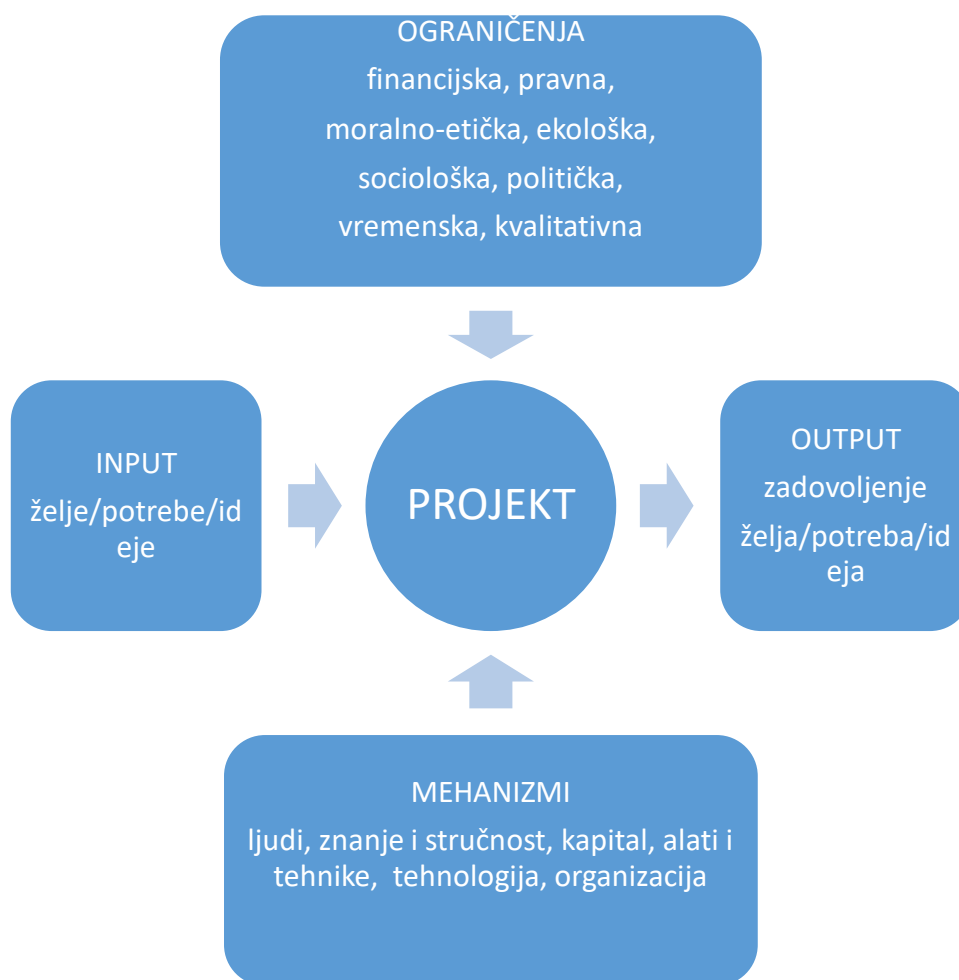 OGRANIČENJA
financijska, pravna,
moralno-etička, ekološka,
sociološka, politička,
vremenska, kvalitativna
INPUT
želje/potrebe/id
eje
PROJEKT
OUTPUT
zadovoljenje
želja/potreba/id
eja
MEHANIZMI
ljudi, znanje i stručnost, kapital, alati i
tehnike, tehnologija, organizacija